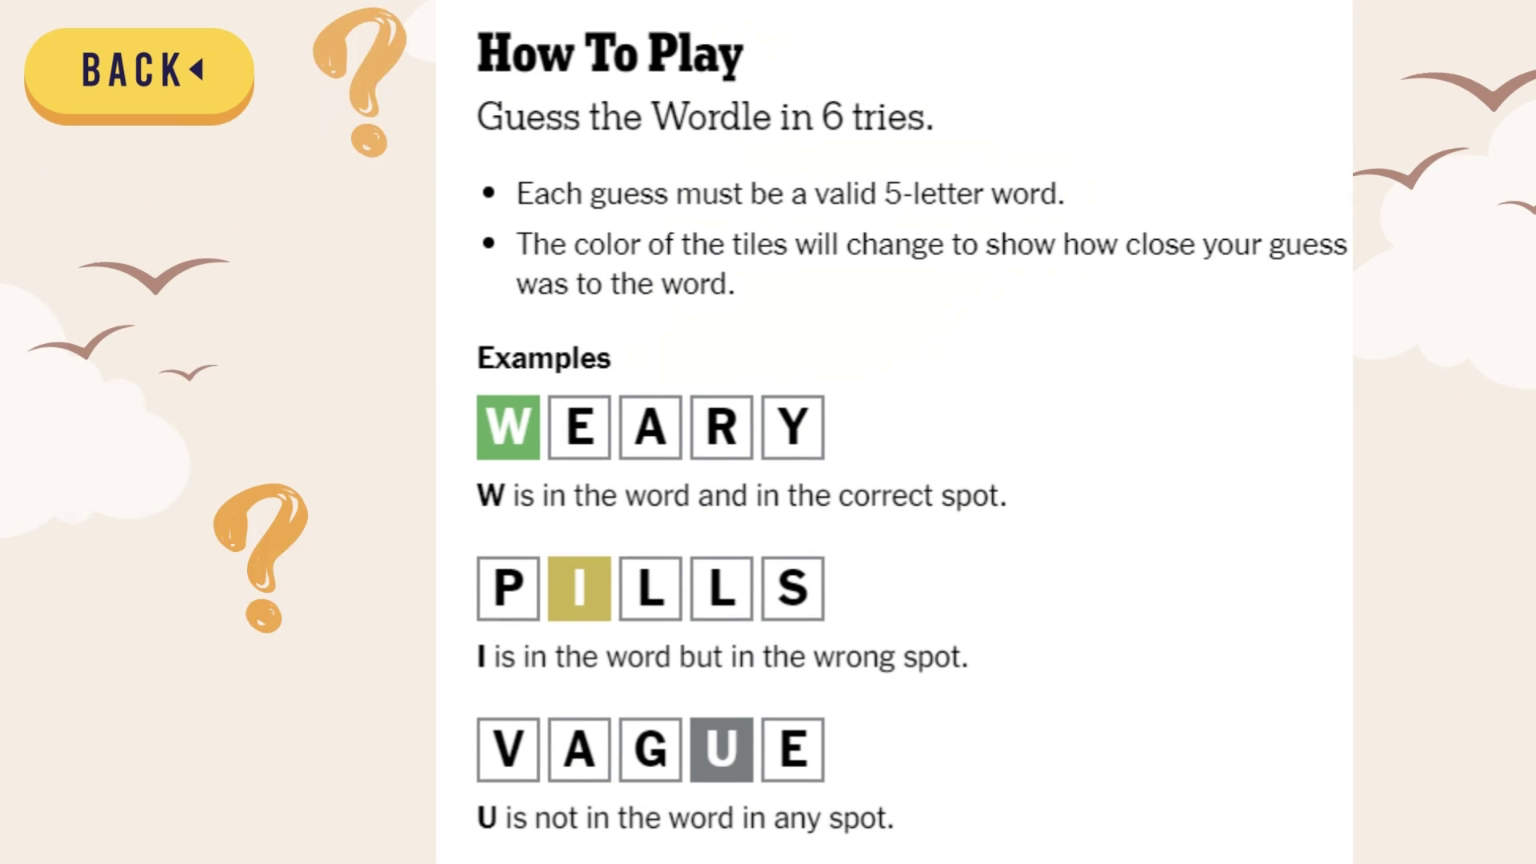 BACK
How To Play
Guess the Wordle in 6 tries.
• Each guess must be a valid 5-letter word.
• The color of the tiles will change to show how close your guess
was to the word.
Examples
W E A R Y
W is in the word and in the correct spot.
P I L L S
I is in the word but in the wrong spot.
V A G U E
U is not in the word in any spot.